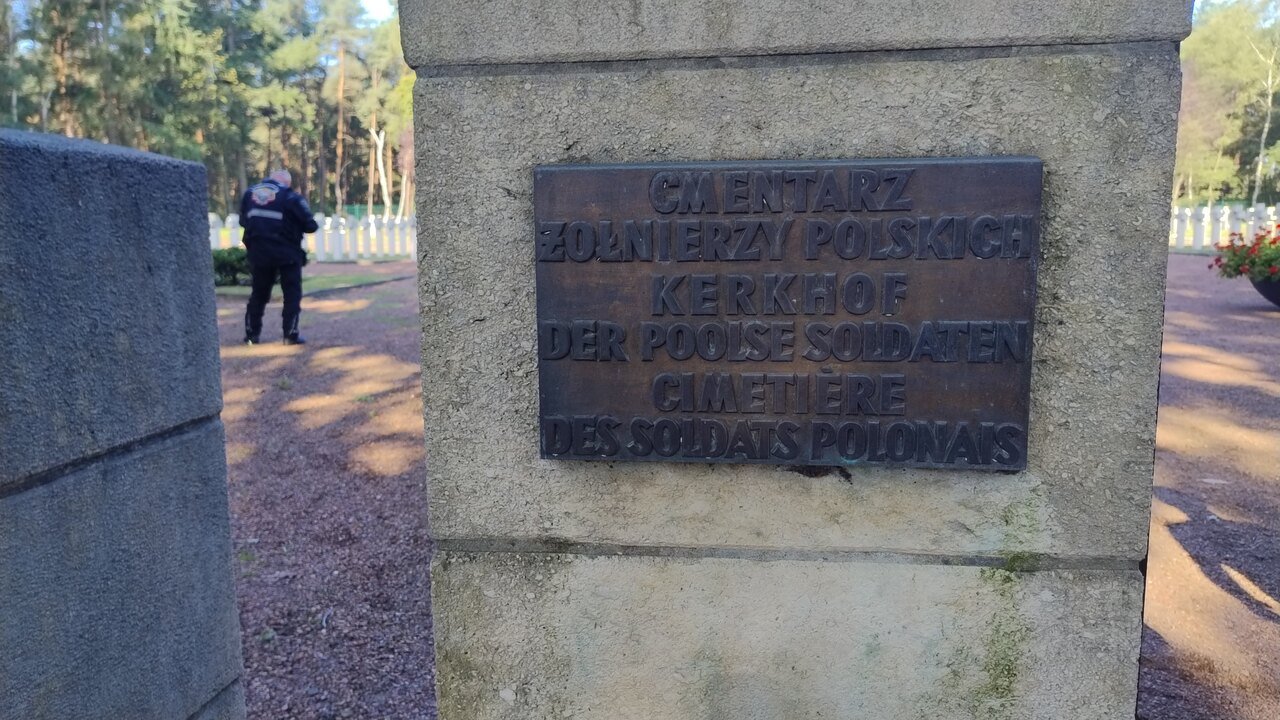 CMENTARZ
ŻOŁNIERZY POLSKICH
KERKHOF
DER POOLSE SOLDATEN
CIMETIÈRE
DES SOLDATS POLONAIS